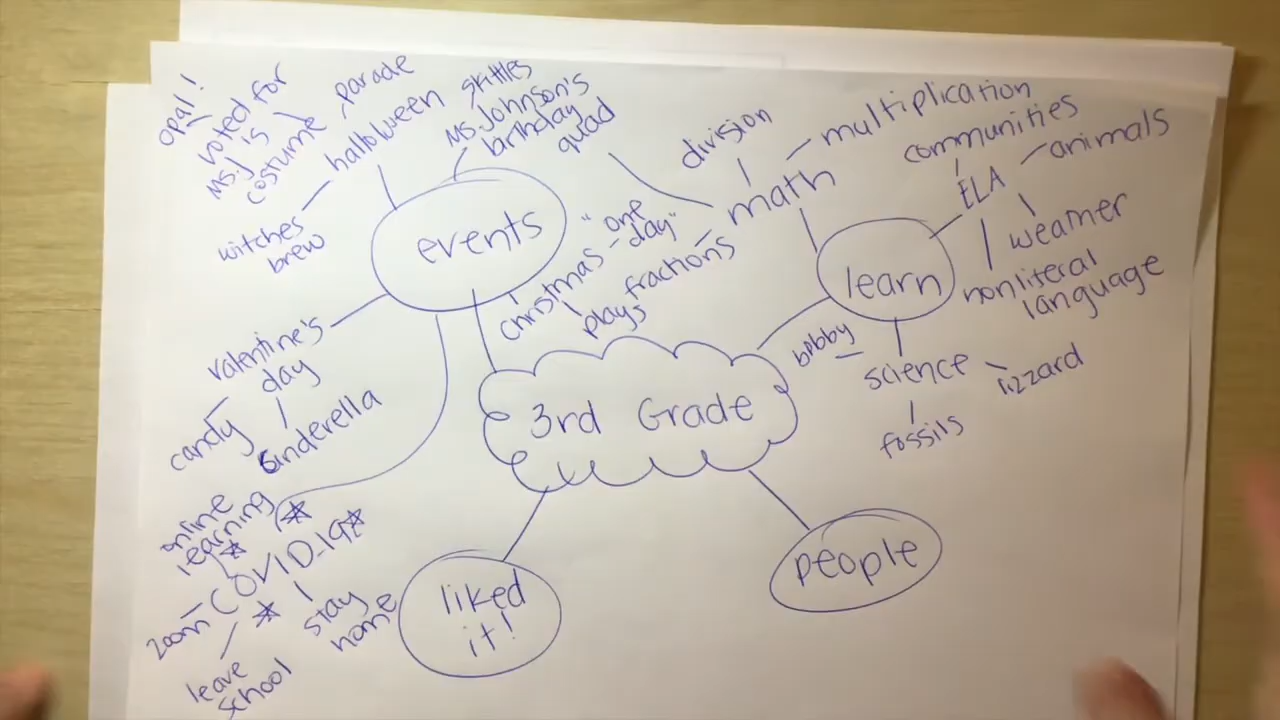 opal!
voted for
ms.J is
costume
parade
halloween
skittles
ms.Johnson's
birthday
quad
witches
brew
events
christmas
"one
day"
plays
valentine's
day
candy
cinderella
online
learning
COVID-19
zoom
stay
home
leave
school
division
multiplication
math
fractions
communities
animals
ELA
weather
nonliteral
language
learn
bobby
science
lizzard
fossils
3rd Grade
liked
it!
people